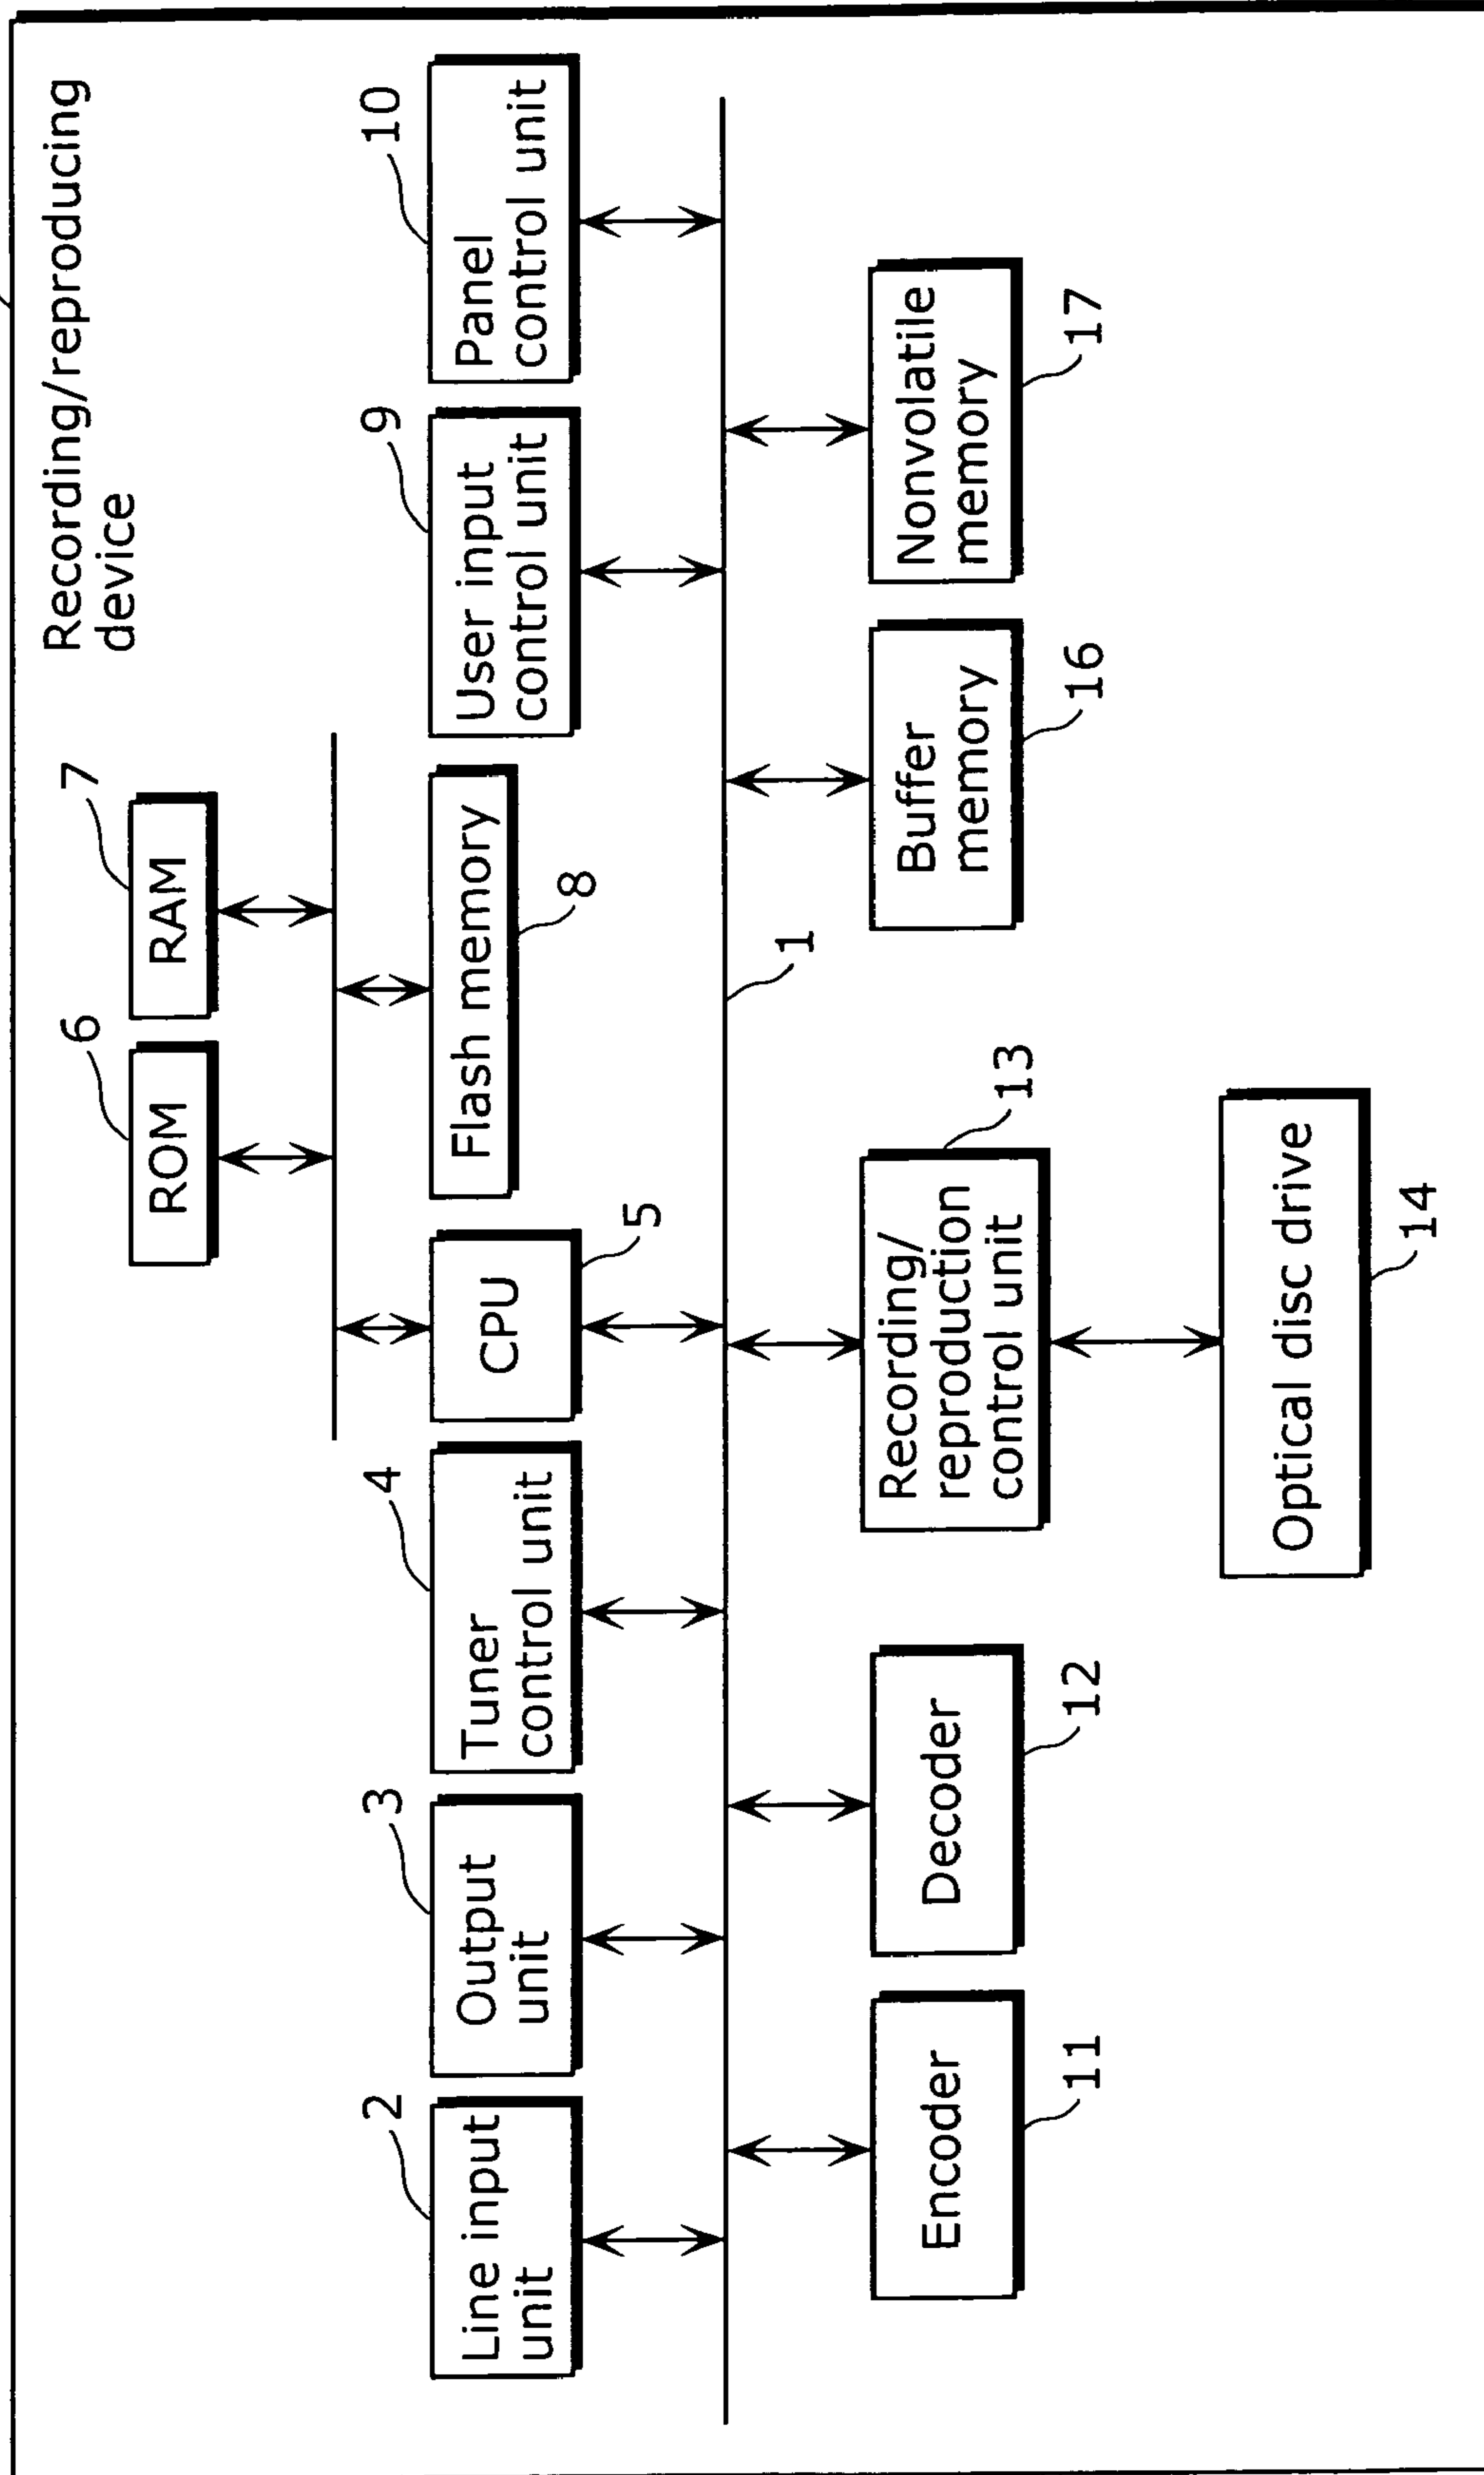 Recording/reproducing
device
6
7
ROM
RAM
2
3
4
9
10
Line input
unit
Output
unit
Tuner
control unit
CPU
5
Flash memory
8
User input
control unit
Panel
control unit
1
Encoder
11
Decoder
12
Recording/
reproduction
control unit
13
Buffer
memory
16
Nonvolatile
memory
17
Optical disc drive
14